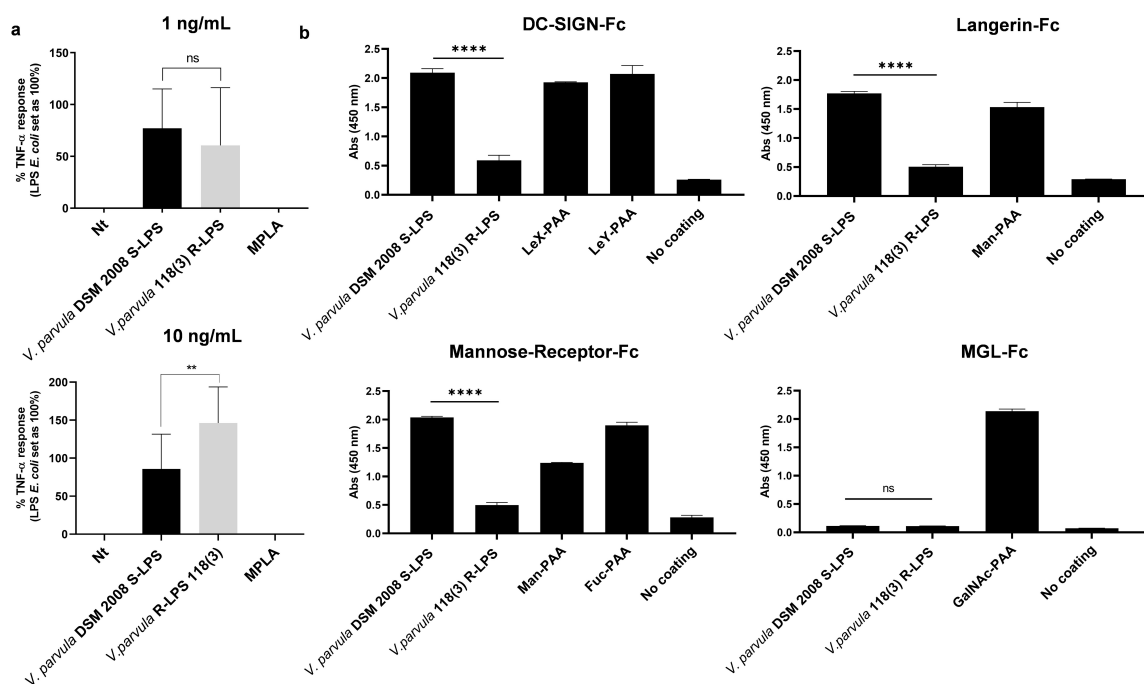 a
1 ng/mL
% TNF-α response
(LPS E. coli set as 100%)
150
100
50
0
ns
Nt
V. parvula DSM 2008 S-LPS
V.parvula 118(3) R-LPS
MPLA
10 ng/mL
% TNF-α response
(LPS E. coli set as 100%)
200
150
100
50
0
**
Nt
V. parvula DSM 2008 S-LPS
V.parvula R-LPS 118(3)
MPLA
b
DC-SIGN-Fc
Abs (450 nm)
2.5
2.0
1.5
1.0
0.5
0.0
****
V. parvula DSM 2008 S-LPS
V.parvula 118(3) R-LPS
LeX-PAA
LeY-PAA
No coating
Langerin-Fc
Abs (450 nm)
2.5
2.0
1.5
1.0
0.5
0.0
****
V. parvula DSM 2008 S-LPS
V.parvula 118(3) R-LPS
Man-PAA
No coating
Mannose-Receptor-Fc
Abs (450 nm)
2.5
2.0
1.5
1.0
0.5
0.0
****
V. parvula DSM 2008 S-LPS
V.parvula 118(3) R-LPS
Man-PAA
Fuc-PAA
No coating
MGL-Fc
Abs (450 nm)
2.5
2.0
1.5
1.0
0.5
0.0
ns
V. parvula DSM 2008 S-LPS
V.parvula 118(3) R-LPS
GalNAc-PAA
No coating